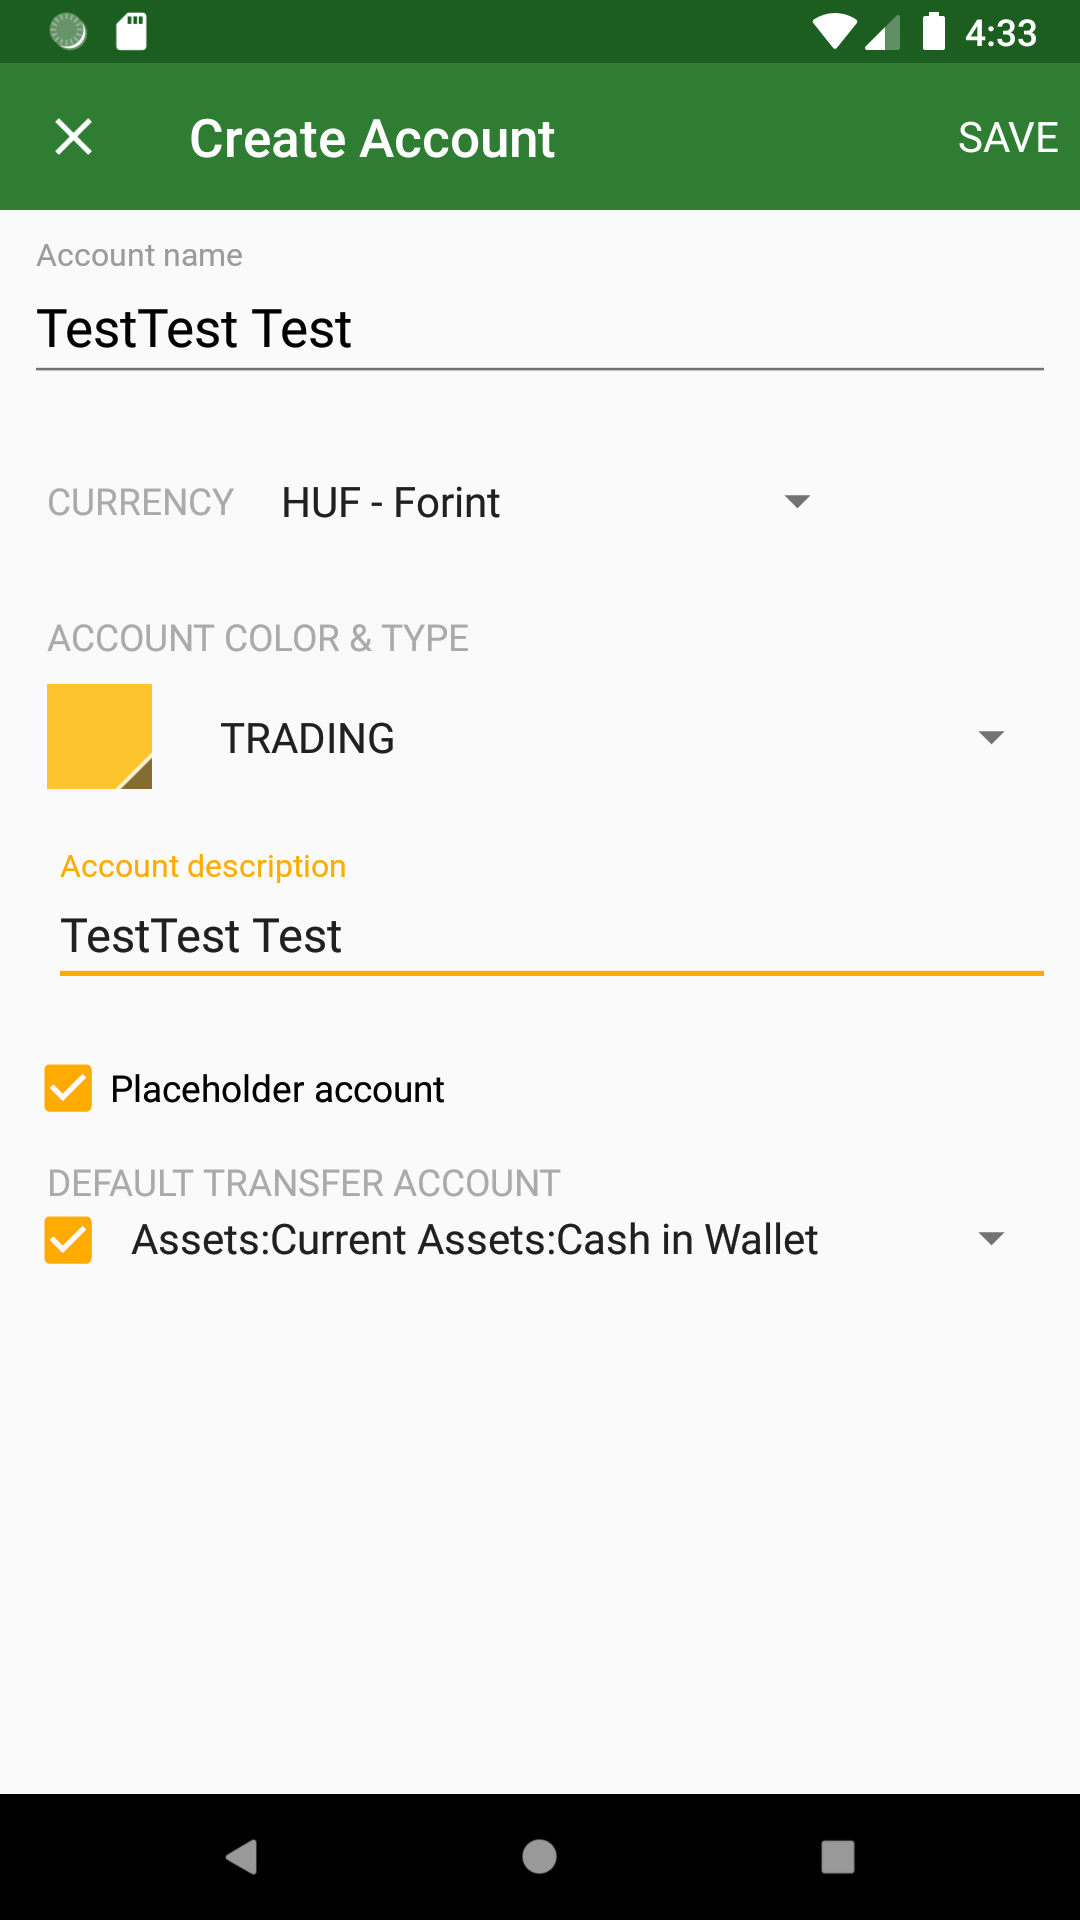 4:33
Create Account
SAVE
Account name
TestTest Test
CURRENCY
HUF - Forint
ACCOUNT COLOR & TYPE
TRADING
Account description
TestTest Test
Placeholder account
DEFAULT TRANSFER ACCOUNT
Assets:Current Assets:Cash in Wallet